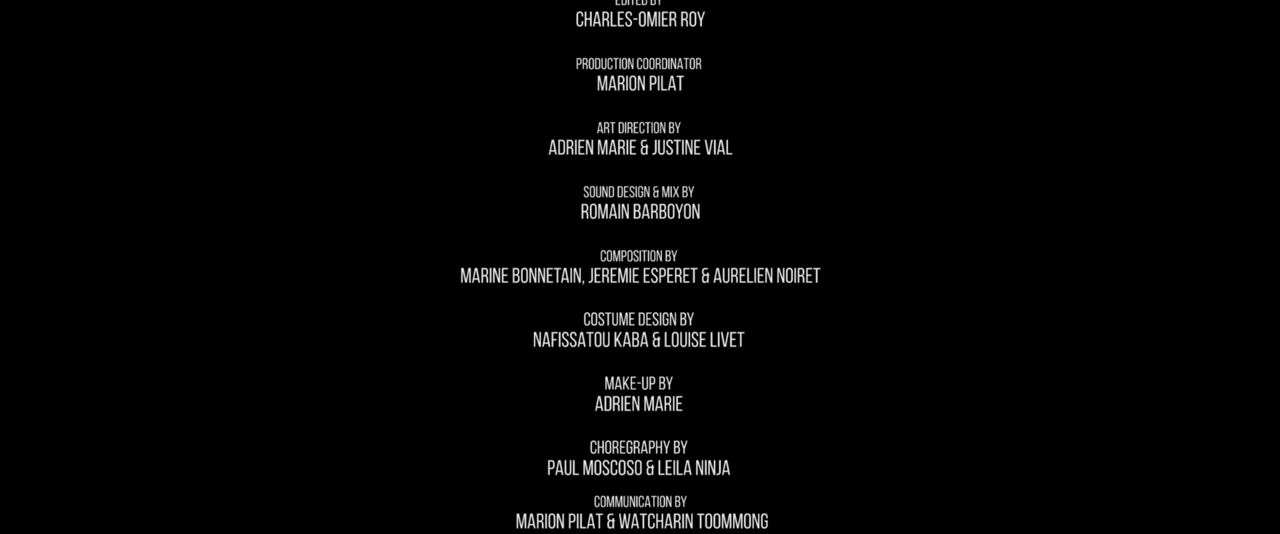 EDITED BY
CHARLES-OMIER ROY
PRODUCTION COORDINATOR
MARION PILAT
ART DIRECTION BY
ADRIEN MARIE & JUSTINE VIAL
SOUND DESIGN & MIX BY
ROMAIN BARBOYON
COMPOSITION BY
MARINE BONNETAIN, JEREMIE ESPERET & AURELIEN NOIRET
COSTUME DESIGN BY
NAFISSATOU KABA & LOUISE LIVET
MAKE-UP BY
ADRIEN MARIE
CHOREGRAPHY BY
PAUL MOSCOSO & LEILA NINJA
COMMUNICATION BY
MARION PILAT & WATCHARIN TOOMMONG